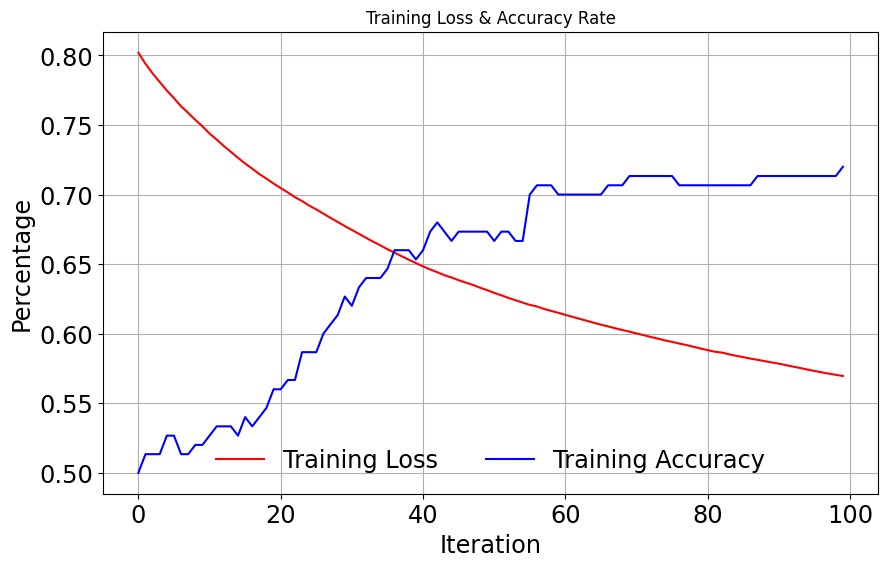 Training Loss & Accuracy Rate
0.80
0.75
0.70
0.65
0.60
0.55
0.50
Percentage
Training Loss
Training Accuracy
0 20 40 60 80 100
Iteration